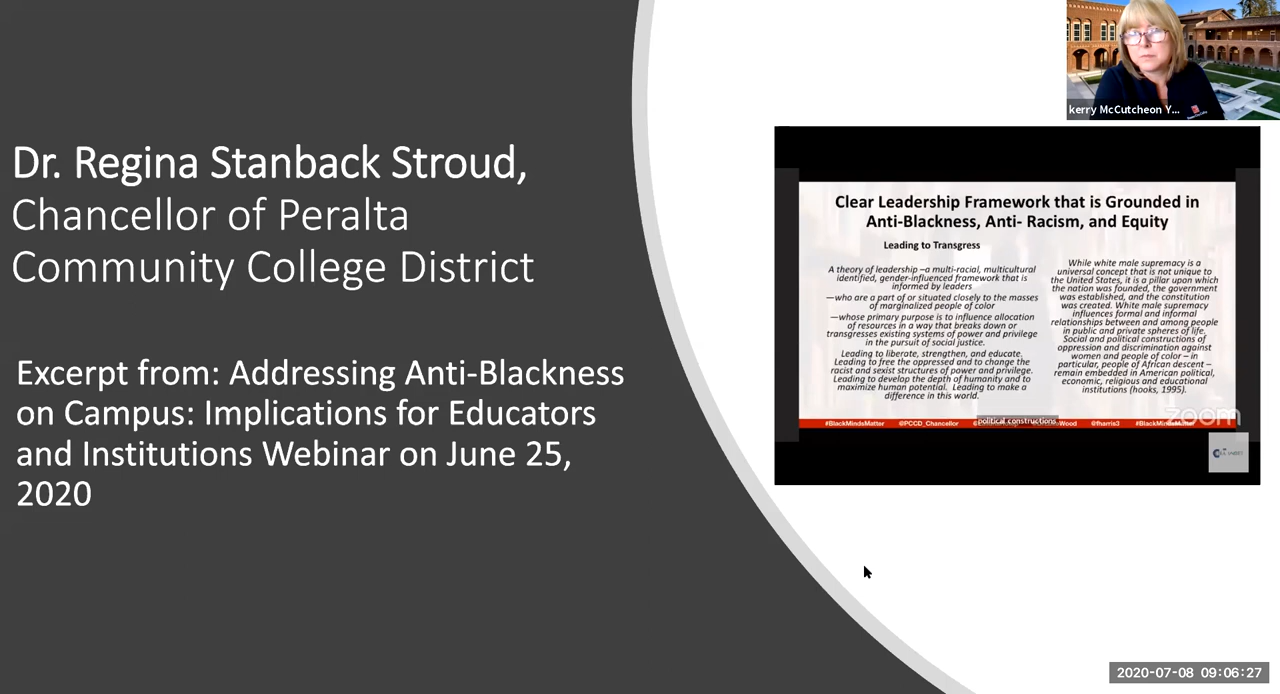 Dr. Regina Stanback Stroud,
Chancellor of Peralta
Community College District
Excerpt from: Addressing Anti-Blackness
on Campus: Implications for Educators
and Institutions Webinar on June 25,
2020
kerry McCutcheon Y...
Clear Leadership Framework that is Grounded in
Anti-Blackness, Anti- Racism, and Equity
Leading to Transgress
A theory of leadership –a multi-racial, multicultural
identified, gender-influenced framework that is
informed by leaders
—who are a part of or situated closely to the masses
of marginalized people of color
—whose primary purpose is to influence allocation
of resources in a way that breaks down or
transgresses existing systems of power and privilege
in the pursuit of social justice.
Leading to liberate, strengthen, and educate.
Leading to free the oppressed and to change the
racist and sexist structures of power and privilege.
Leading to develop the depth of humanity and to
maximize human potential. Leading to make a
difference in this world.
While white male supremacy is a
universal concept that is not unique to
the United States, it is a pillar upon which
the nation was founded, the government
was established, and the constitution
was created. White male supremacy
influences formal and informal
relationships between and among people
in public and private spheres of life.
Social and political constructions of
oppression and discrimination against
women and people of color – in
particular, people of African descent –
remain embedded in American political,
economic, religious and educational
institutions (hooks, 1995).
zoom
#BlackMindsMatter @PCCD_Chancellor political constructions Wood @fharris3
2020-07-08 09:06:27